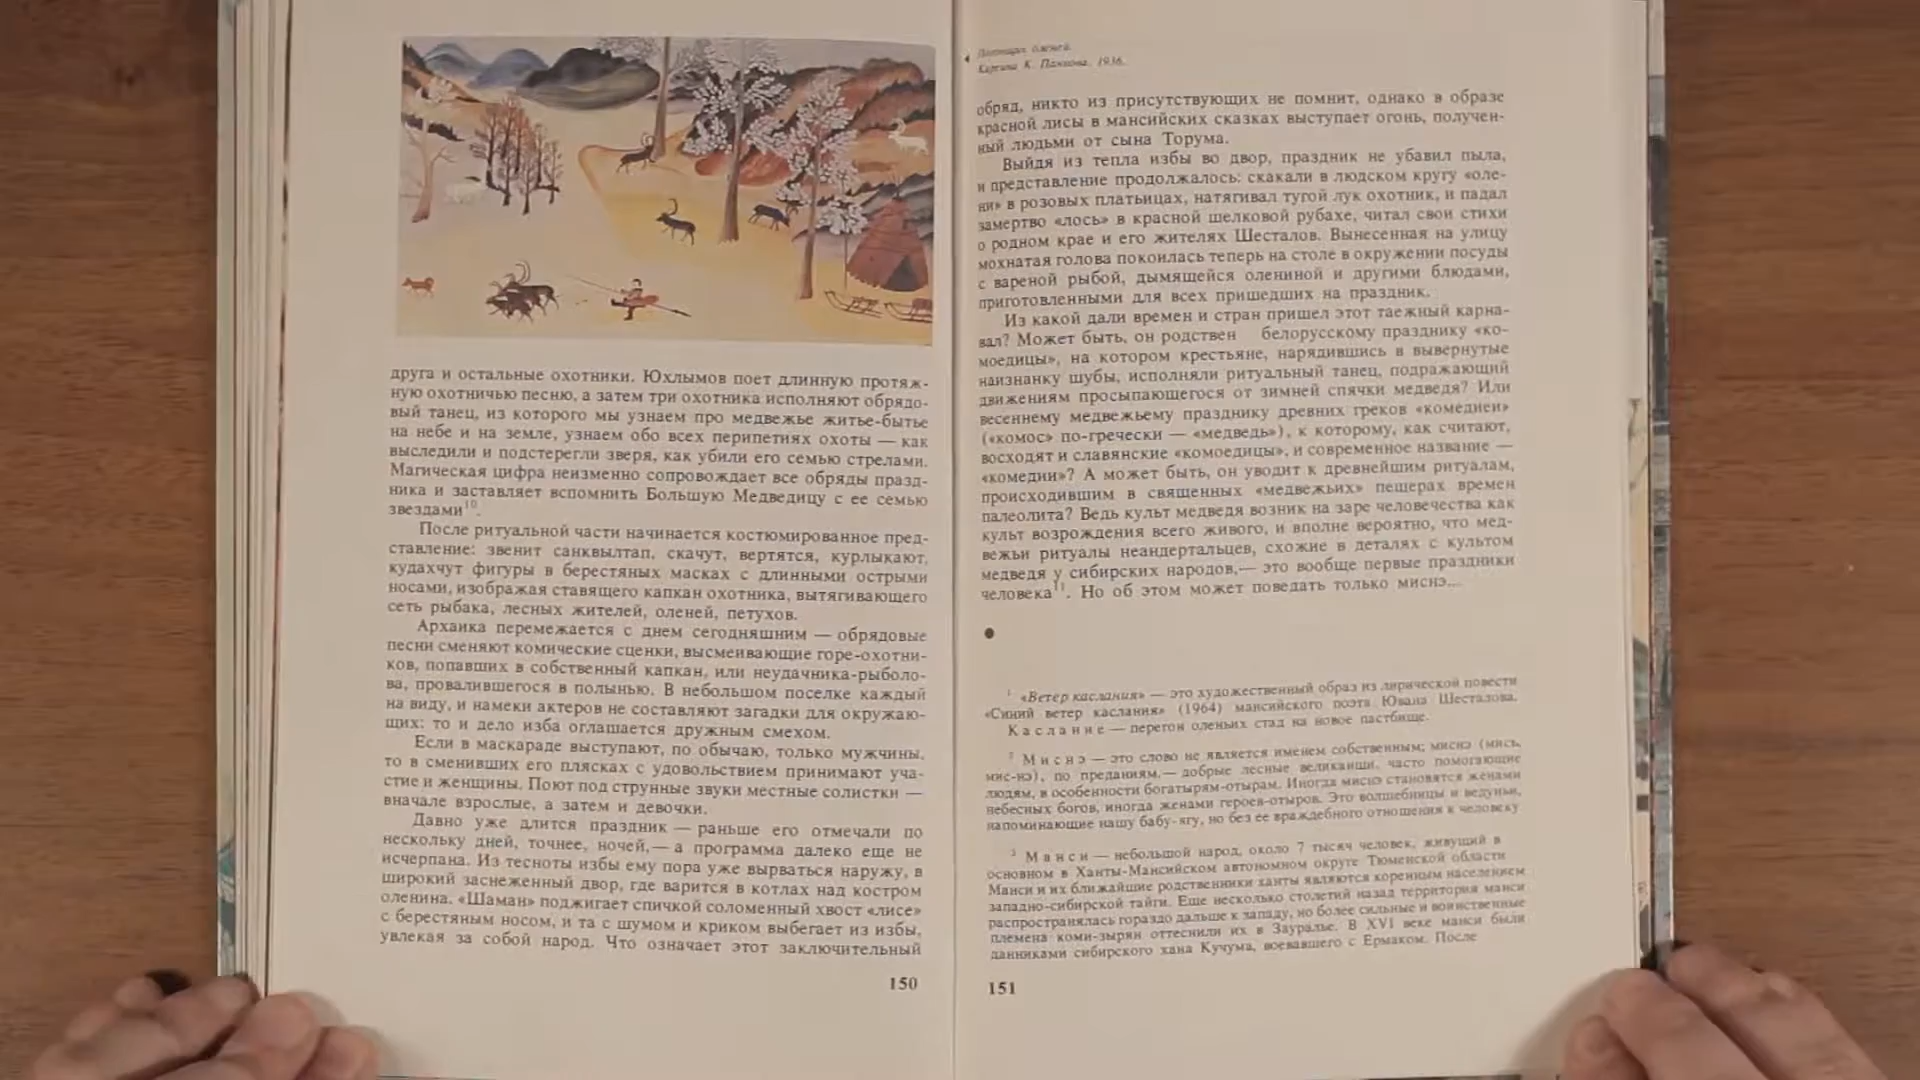 друга и остальные охотники. Юхлымов поет длинную протяж-
ную охотничью песню, а затем три охотника исполняют обрядо-
вый танец, из которого мы узнаем про медвежье житье-бытье
на небе и на земле, узнаем обо всех перипетиях охоты — как
выследили и подстерегли зверя, как убили его семью стрелами.
Магическая цифра неизменно сопровождает все обряды празд-
ника и заставляет вспомнить Большую Медведицу с ее семью
звездами¹⁰.
После ритуальной части начинается костюмированное пред-
ставление: звенит санквылтап, скачут, вертятся, курлыкают,
кудахчут фигуры в берестяных масках с длинными острыми
носами, изображая ставящего капкан охотника, вытягивающего
сеть рыбака, лесных жителей, оленей, петухов.
Архаика перемежается с днем сегодняшним — обрядовые
песни сменяют комические сценки, высмеивающие горе-охотни-
ков, попавших в собственный капкан, или неудачника-рыболо-
ва, провалившегося в полынью. В небольшом поселке каждый
на виду, и намеки актеров не составляют загадки для окружаю-
щих: то и дело изба оглашается дружным смехом.
Если в маскараде выступают, по обычаю, только мужчины,
то в сменивших его плясках с удовольствием принимают уча-
стие и женщины. Поют под струнные звуки местные солистки —
вначале взрослые, а затем и девочки.
Давно уже длится праздник — раньше его отмечали по
нескольку дней, точнее, ночей,— а программа далеко еще не
исчерпана. Из тесноты избы ему пора уже вырваться наружу, в
широкий заснеженный двор, где варится в котлах над костром
оленина. «Шаман» поджигает спичкой соломенный хвост «лисе»
с берестяным носом, и та с шумом и криком выбегает из избы,
увлекая за собой народ. Что означает этот заключительный
150
оленей.
Картина К. Панкова. 1936.
обряд, никто из присутствующих не помнит, однако в образе
красной лисы в мансийских сказках выступает огонь, получен-
ный людьми от сына Торума.
Выйдя из тепла избы во двор, праздник не убавил пыла,
и представление продолжалось: скакали в людском кругу «оле-
ни» в розовых платьицах, натягивал тугой лук охотник, и падал
замертво «лось» в красной шелковой рубахе, читал свои стихи
о родном крае и его жителях Шесталов. Вынесенная на улицу
мохнатая голова покоилась теперь на столе в окружении посуды
с вареной рыбой, дымящейся олениной и другими блюдами,
приготовленными для всех пришедших на праздник.
Из какой дали времен и стран пришел этот таежный карна-
вал? Может быть, он родствен белорусскому празднику «ко-
моедицы», на котором крестьяне, нарядившись в вывернутые
наизнанку шубы, исполняли ритуальный танец, подражающий
движениям просыпающегося от зимней спячки медведя? Или
весеннему медвежьему празднику древних греков «комедиеи»
(«комос» по-гречески — «медведь»), к которому, как считают,
восходят и славянские «комоедицы», и современное название —
«комедии»? А может быть, он уводит к древнейшим ритуалам,
происходившим в священных «медвежьих» пещерах времен
палеолита? Ведь культ медведя возник на заре человечества как
культ возрождения всего живого, и вполне вероятно, что мед-
вежьи ритуалы неандертальцев, схожие в деталях с культом
медведя у сибирских народов,— это вообще первые праздники
человека¹¹. Но об этом может поведать только миснэ...
¹ «Ветер каслания» — это художественный образ из лирической повести
«Синий ветер каслания» (1964) мансийского поэта Ювана Шесталова.
Каслание — перегон оленьих стад на новое пастбище.
² Миснэ — это слово не является именем собственным; миснэ (мись,
мис-нэ), по преданиям,— добрые лесные великанши, часто помогающие
людям, в особенности богатырям-отырам. Иногда миснэ становятся женами
небесных богов, иногда женами героев-отыров. Это волшебницы и ведуньи,
напоминающие нашу бабу-ягу, но без ее враждебного отношения к человеку
³ Манси — небольшой народ, около 7 тысяч человек, живущий в
основном в Ханты-Мансийском автономном округе Тюменской области
Манси и их ближайшие родственники ханты являются коренным населением
западно-сибирской тайги. Еще несколько столетий назад территория манси
распространялась гораздо дальше к западу, но более сильные и воинственные
племена коми-зырян оттеснили их в Зауралье. В XVI веке манси были
данниками сибирского хана Кучума, воевавшего с Ермаком. После
151